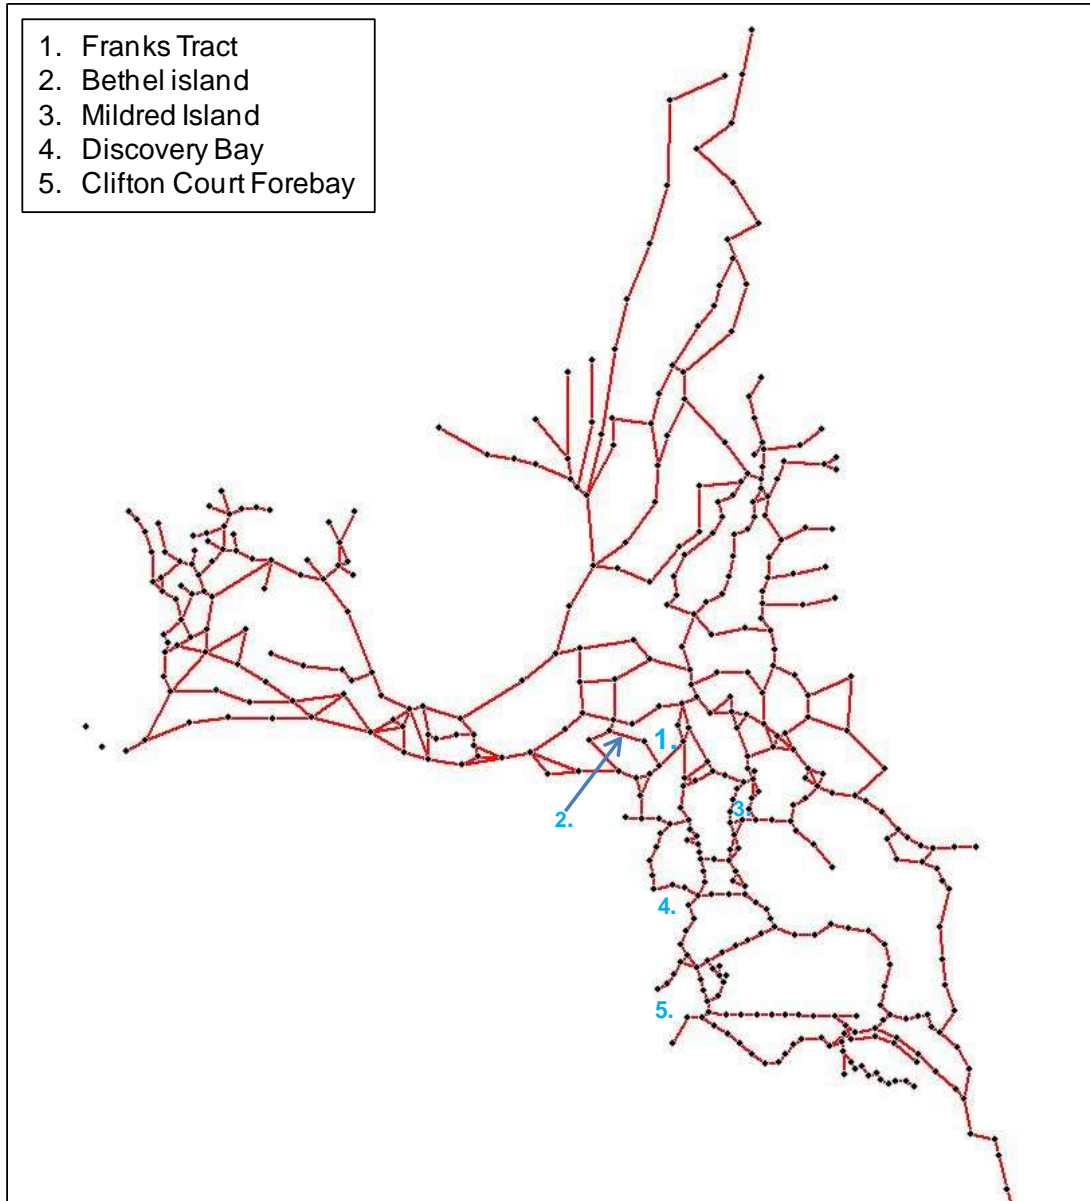 1. Franks Tract
2. Bethel island
3. Mildred Island
4. Discovery Bay
5. Clifton Court Forebay
1.
3.
2.
4.
5.